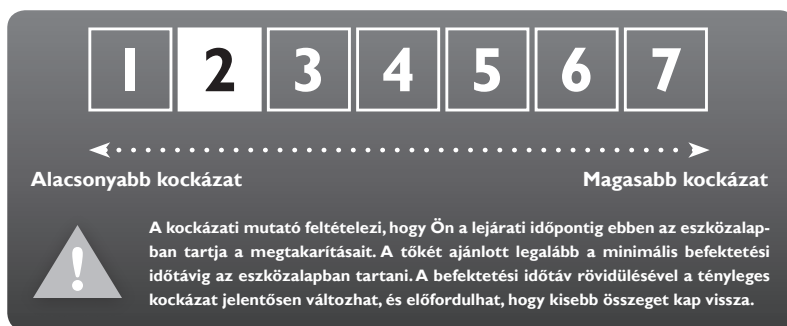 1 2 3 4 5 6 7
Alacsonyabb kockázat Magasabb kockázat
A kockázati mutató feltételezi, hogy Ön a lejárati időpontig ebben az eszközalap-
ban tartja a megtakarításait. A tőkét ajánlott legalább a minimális befektetési
időtávig az eszközalapban tartani. A befektetési időtáv rövidülésével a tényleges
kockázat jelentősen változhat, és előfordulhat, hogy kisebb összeget kap vissza.